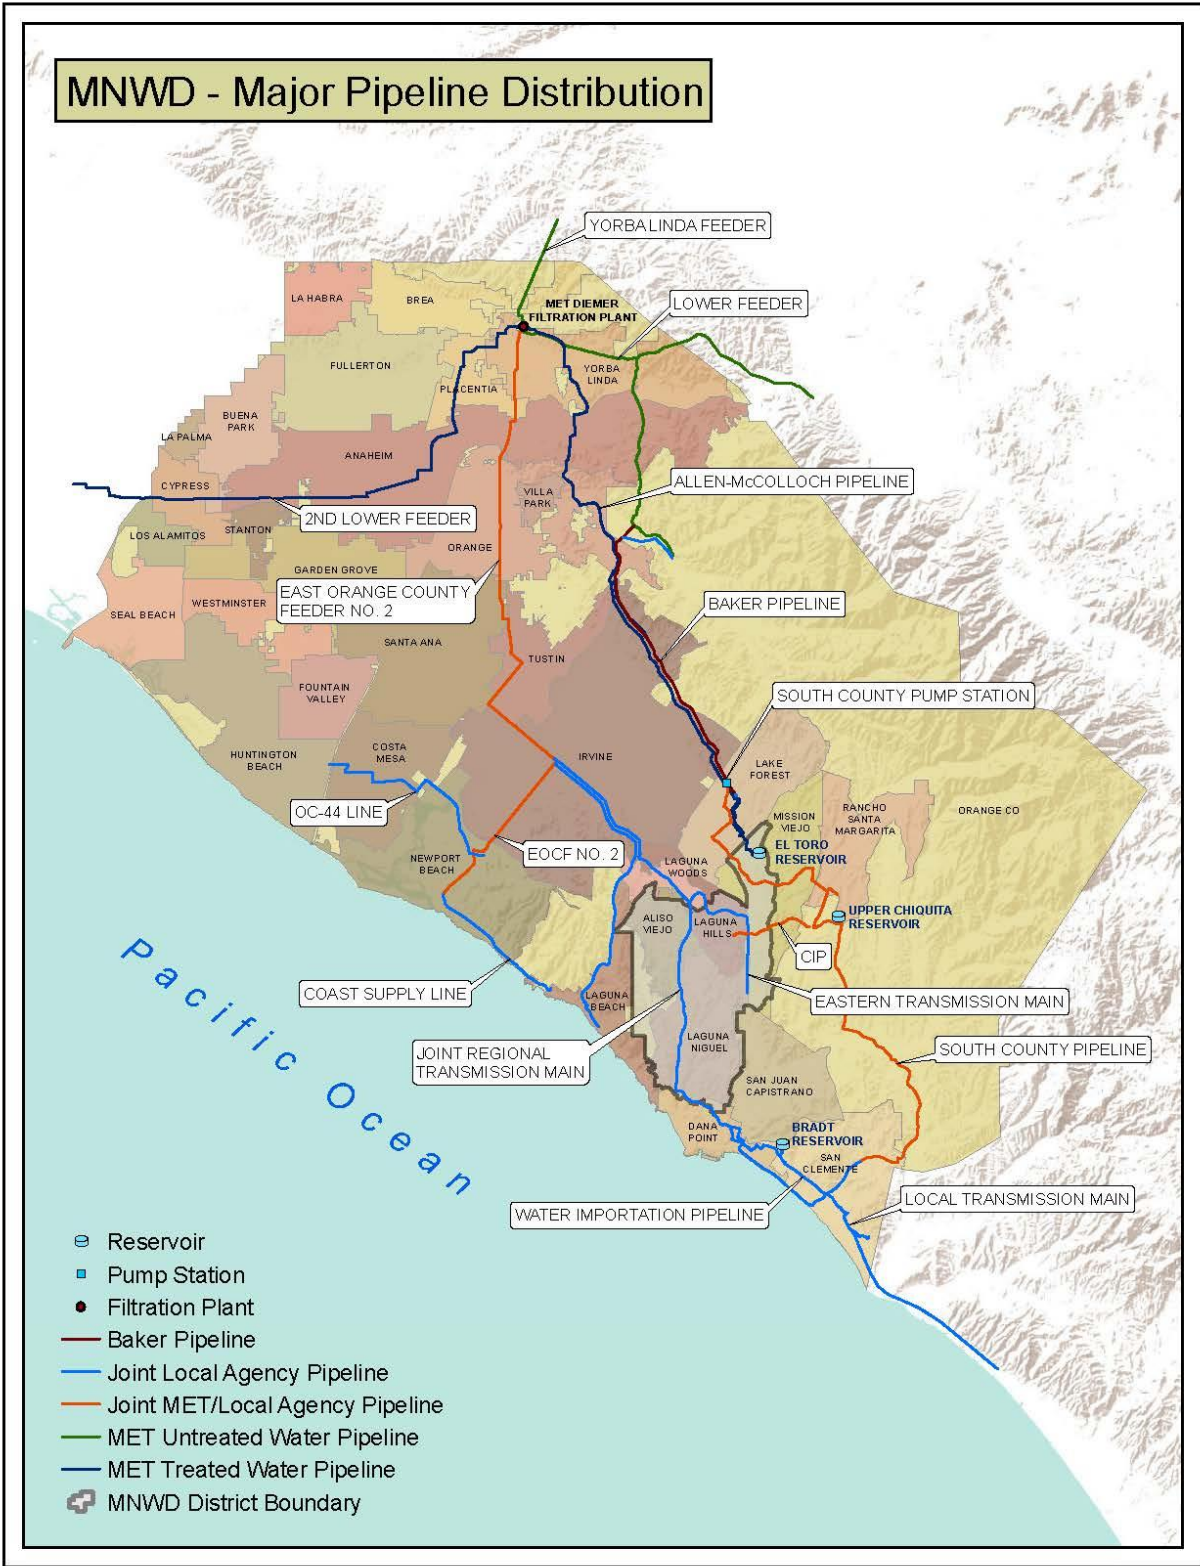 MNWD - Major Pipeline Distribution
YORBA LINDA FEEDER
LA HABRA
BREA
MET DIEMER
FILTRATION PLANT
LOWER FEEDER
FULLERTON
PLACENTIA
YORBA
LINDA
BUENA
PARK
LA PALMA
ANAHEIM
CYPRESS
VILLA
PARK
ALLEN-McCOLLOCH PIPELINE
2ND LOWER FEEDER
LOS ALAMITOS
STANTON
ORANGE
GARDEN GROVE
EAST ORANGE COUNTY
FEEDER NO. 2
SEAL BEACH
WESTMINSTER
BAKER PIPELINE
SANTA ANA
TUSTIN
FOUNTAIN
VALLEY
SOUTH COUNTY PUMP STATION
HUNTINGTON
BEACH
COSTA
MESA
IRVINE
LAKE
FOREST
OC-44 LINE
MISSION
VIEJO
RANCHO
SANTA
MARGARITA
ORANGE CO
EL TORO
RESERVOIR
NEWPORT
BEACH
EOCF NO. 2
LAGUNA
WOODS
ALISO
VIEJO
LAGUNA
HILLS
UPPER CHIQUITA
RESERVOIR
CIP
Pacific Ocean
COAST SUPPLY LINE
LAGUNA
BEACH
EASTERN TRANSMISSION MAIN
JOINT REGIONAL
TRANSMISSION MAIN
LAGUNA
NIGUEL
SOUTH COUNTY PIPELINE
SAN JUAN
CAPISTRANO
DANA
POINT
BRADT
RESERVOIR
SAN
CLEMENTE
WATER IMPORTATION PIPELINE
LOCAL TRANSMISSION MAIN
Reservoir
Pump Station
Filtration Plant
Baker Pipeline
Joint Local Agency Pipeline
Joint MET/Local Agency Pipeline
MET Untreated Water Pipeline
MET Treated Water Pipeline
MNWD District Boundary